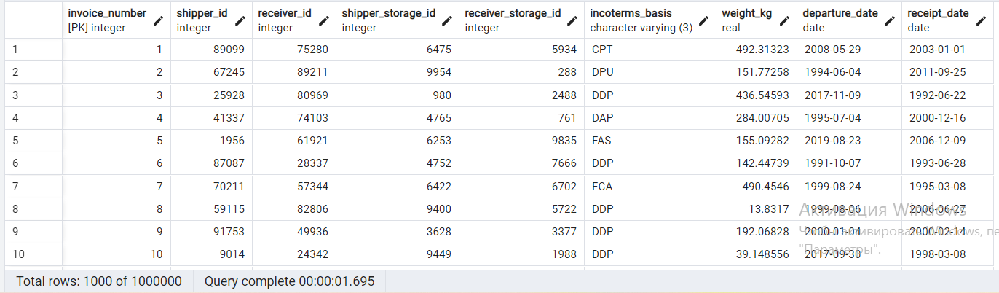 invoice_number shipper_id receiver_id shipper_storage_id receiver_storage_id incoterms_basis weight_kg departure_date receipt_date
[PK] integer integer integer integer integer character varying (3) real date date
1 1 89099 75280 6475 5934 CPT 492.31323 2008-05-29 2003-01-01
2 2 67245 89211 9954 288 DPU 151.77258 1994-06-04 2011-09-25
3 3 25928 80969 980 2488 DDP 436.54593 2017-11-09 1992-06-22
4 4 41337 74103 4765 761 DAP 284.00705 1995-07-04 2000-12-16
5 5 1956 61921 6253 9835 FAS 155.09282 2019-08-23 2006-12-09
6 6 87087 28337 4752 7666 DDP 142.44739 1991-10-07 1993-06-28
7 7 70211 57344 6422 6702 FCA 490.4546 1999-08-24 1995-03-08
8 8 59115 82806 9400 5722 DDP 13.8317 1999-08-06 2006-06-27
Активация Windows
9 9 91753 49936 3628 3377 DDP 192.06828 2000-01-04 2000-02-14
Чтобы активировать Windows, пе
10 10 9014 24342 9449 1988 DDP 39.148556 2017-09-30 1998-03-08
"Параметры".
Total rows: 1000 of 1000000 Query complete 00:00:01.695